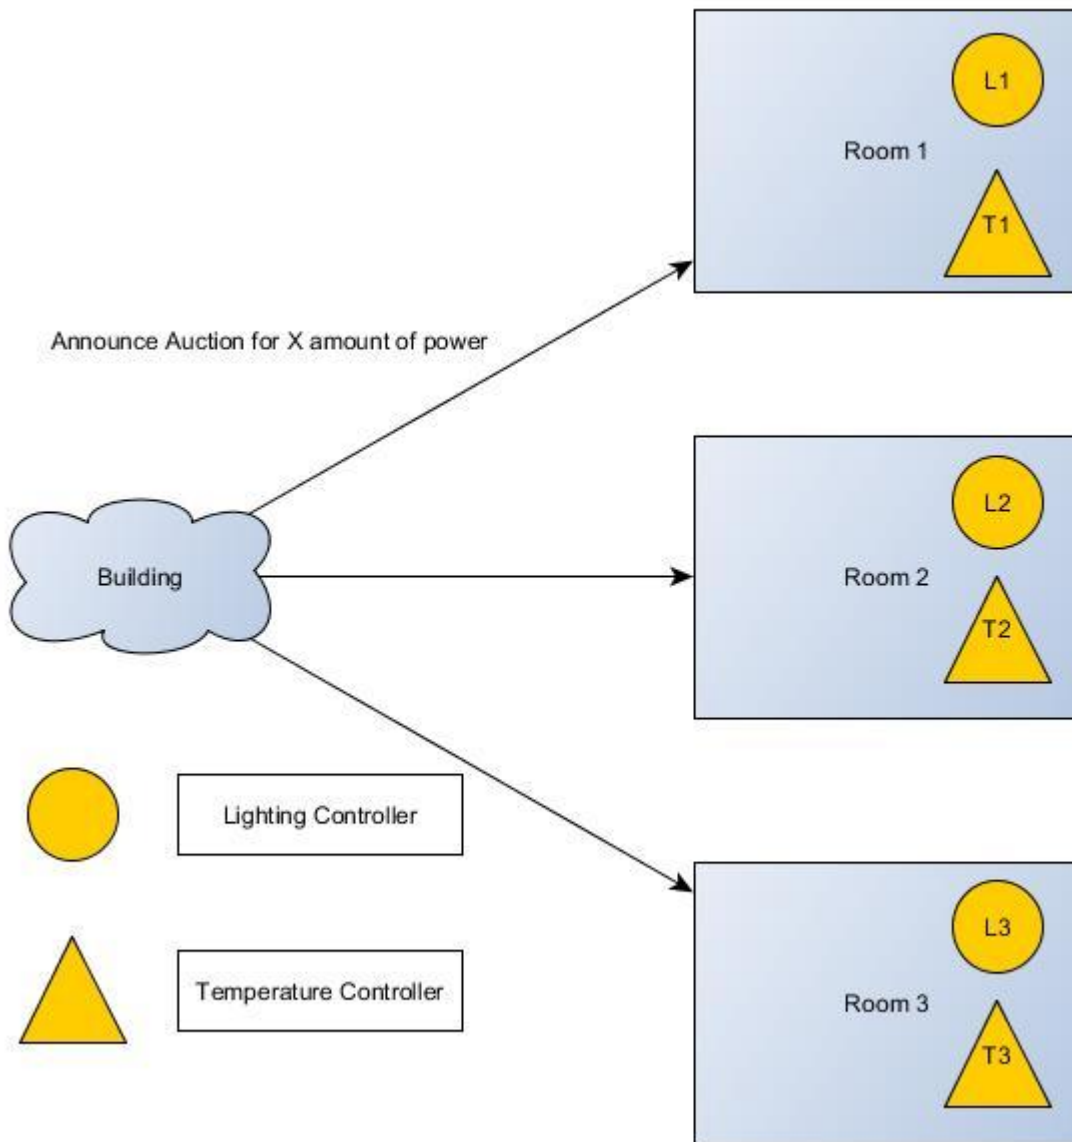 L1
Room 1
T1
Announce Auction for X amount of power
L2
Building
Room 2
T2
Lighting Controller
L3
Temperature Controller
Room 3
T3